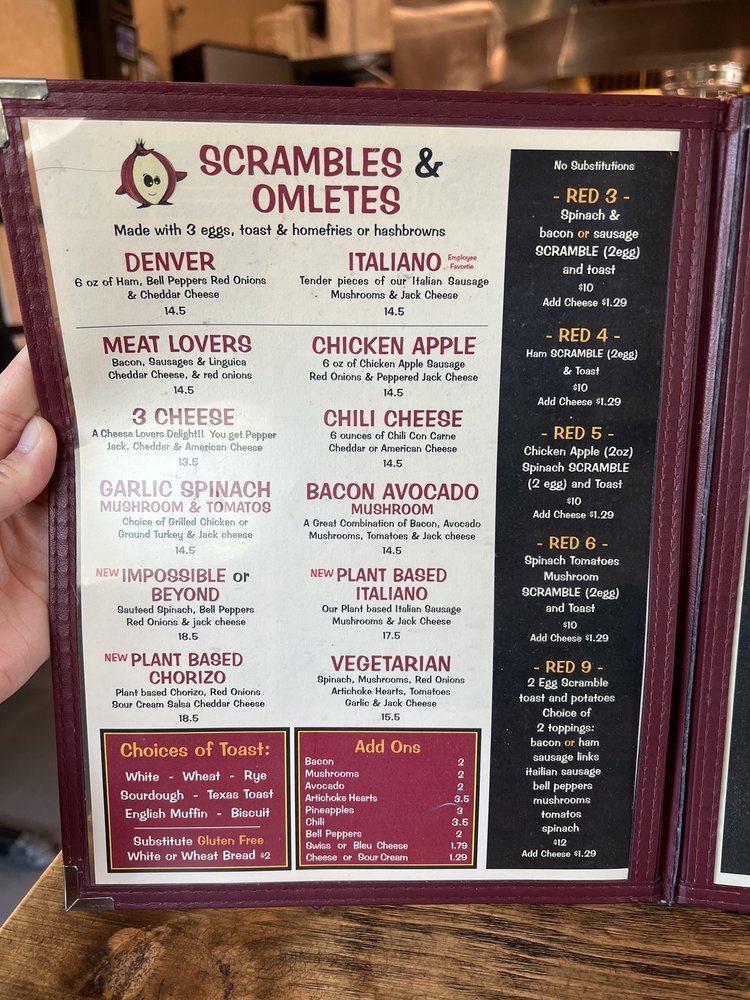 SCRAMBLES &
OMLETES
Made with 3 eggs, toast & homefries or hashbrowns
DENVER
6 oz of Ham, Bell Peppers Red Onions
& Cheddar Cheese
14.5
ITALIANO Employee
Favortie
Tender pieces of our Italian Sausage
Mushrooms & Jack Cheese
14.5
MEAT LOVERS
Bacon, Sausages & Linguica
Cheddar Cheese, & red onions
14.5
CHICKEN APPLE
6 oz of Chicken Apple Sausage
Red Onions & Peppered Jack Cheese
14.5
3 CHEESE
A Cheese Lovers Delight!! You get Pepper
Jack, Cheddar & American Cheese
13.5
CHILI CHEESE
6 ounces of Chili Con Carne
Cheddar or American Cheese
14.5
GARLIC SPINACH
MUSHROOM & TOMATOS
Choice of Grilled Chicken or
Ground Turkey & Jack cheese
14.5
BACON AVOCADO
MUSHROOM
A Great Combination of Bacon, Avocado
Mushrooms, Tomatoes & Jack cheese
14.5
NEW IMPOSSIBLE or
BEYOND
Sauteed Spinach, Bell Peppers
Red Onions & jack cheese
18.5
NEW PLANT BASED
ITALIANO
Our Plant based Italian Sausage
Mushrooms & Jack Cheese
17.5
NEW PLANT BASED
CHORIZO
Plant based Chorizo, Red Onions
Sour Cream Salsa Cheddar Cheese
18.5
VEGETARIAN
Spinach, Mushrooms, Red Onions
Artichoke Hearts, Tomatoes
Garlic & Jack Cheese
15.5
Choices of Toast:
White - Wheat - Rye
Sourdough - Texas Toast
English Muffin - Biscuit
Substitute Gluten Free
White or Wheat Bread $2
Add Ons
Bacon 2
Mushrooms 2
Avocado 2
Artichoke Hearts 3.5
Pineapples 3
Chili 3.5
Bell Peppers 2
Swiss or Bleu Cheese 1.79
Cheese or Sour Cream 1.29
No Substitutions
- RED 3 -
Spinach &
bacon or sausage
SCRAMBLE (2egg)
and toast
$10
Add Cheese $1.29
- RED 4 -
Ham SCRAMBLE (2egg)
& Toast
$10
Add Cheese $1.29
- RED 5 -
Chicken Apple (2oz)
Spinach SCRAMBLE
(2 egg) and Toast
$10
Add Cheese $1.29
- RED 6 -
Spinach Tomatoes
Mushroom
SCRAMBLE (2egg)
and Toast
$10
Add Cheese $1.29
- RED 9 -
2 Egg Scramble
toast and potatoes
Choice of
2 toppings:
bacon or ham
sausage links
itailian sausage
bell peppers
mushrooms
tomatos
spinach
$12
Add Cheese $1.29